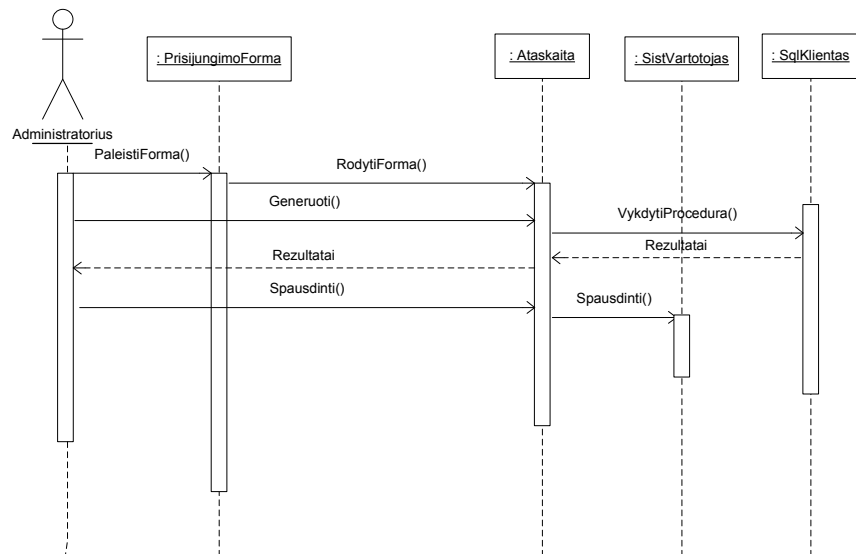 : PrisijungimoForma
: Ataskaita
: SistVartotojas
: SqlKlientas
Administratorius
PaleistiForma()
RodytiForma()
Generuoti()
VykdytiProcedura()
Rezultatai
Rezultatai
Spausdinti()
Spausdinti()